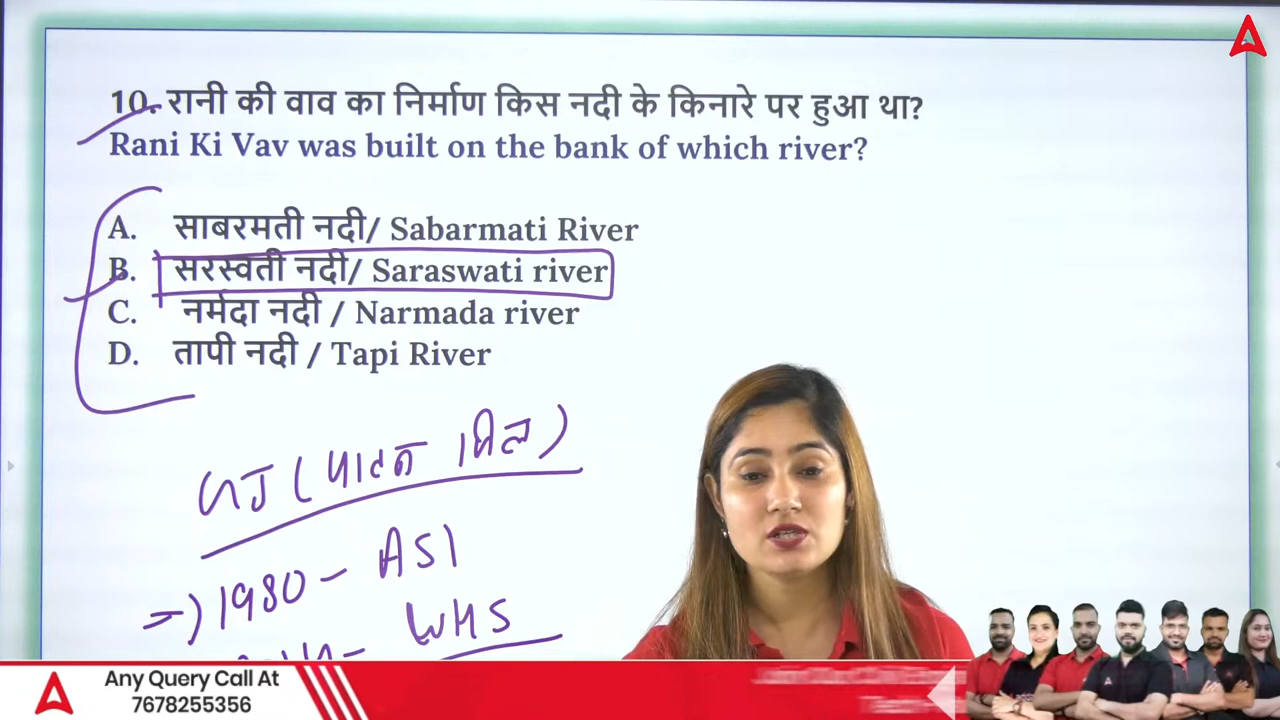 10. रानी की वाव का निर्माण किस नदी के किनारे पर हुआ था?
Rani Ki Vav was built on the bank of which river?
A. साबरमती नदी/ Sabarmati River
B. सरस्वती नदी/ Saraswati river
C. नर्मदा नदी / Narmada river
D. तापी नदी / Tapi River
(पाटन
=) 1980 - ASI
WHS
Any Query Call At
7678255356